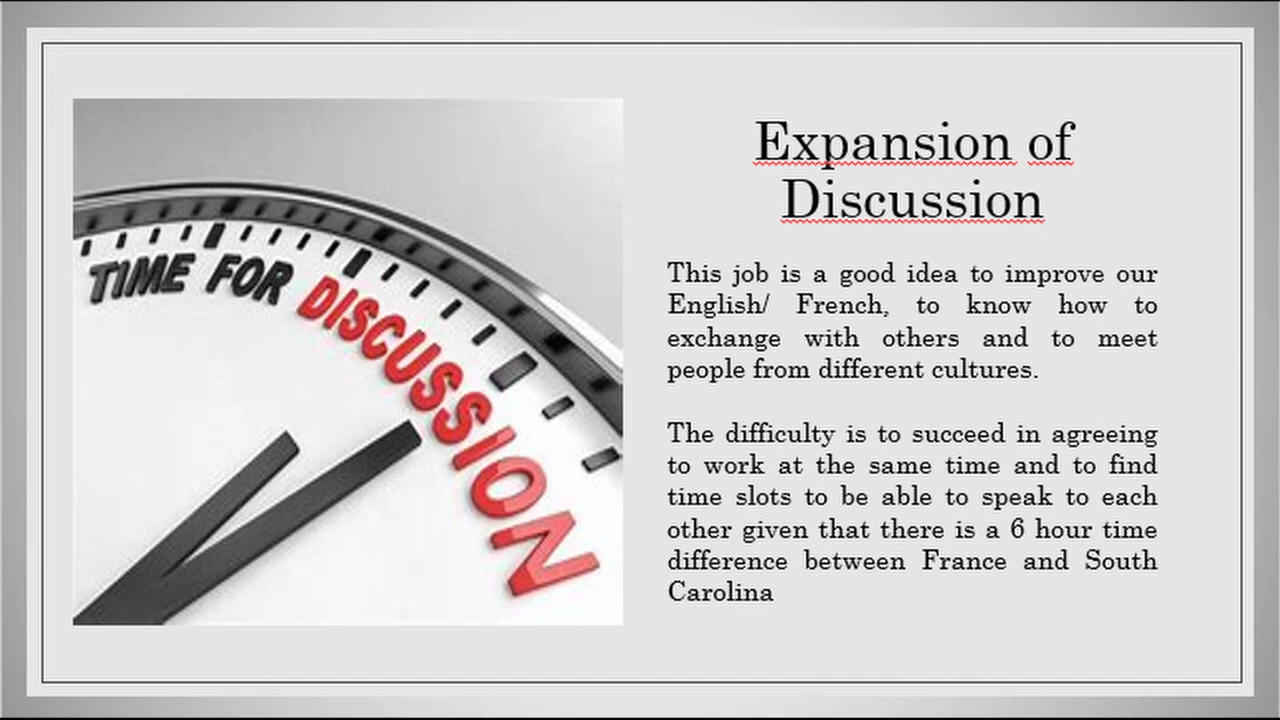 TIME FOR DISCUSSION
Expansion of
Discussion
This job is a good idea to improve our
English/ French, to know how to
exchange with others and to meet
people from different cultures.
The difficulty is to succeed in agreeing
to work at the same time and to find
time slots to be able to speak to each
other given that there is a 6 hour time
difference between France and South
Carolina